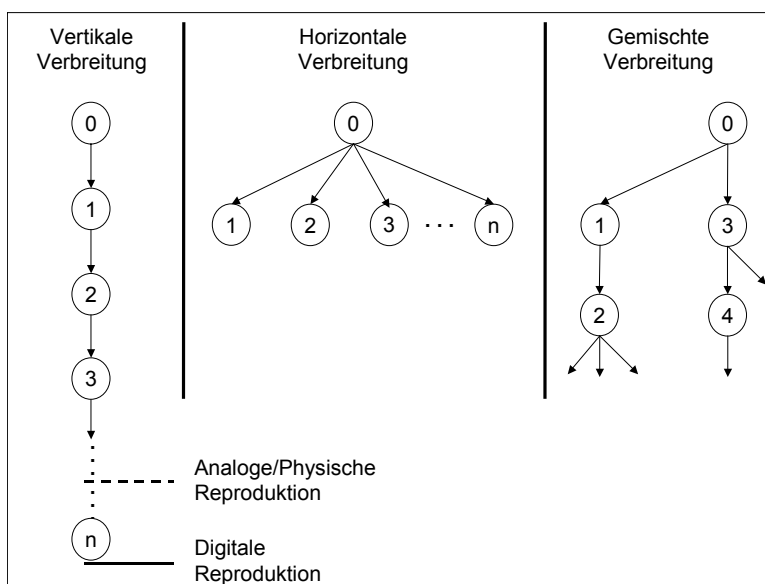 Vertikale
Verbreitung
0
1
2
3
n
Horizontale
Verbreitung
0
1
2
3
...
n
Gemischte
Verbreitung
0
1
3
2
4
Analoge/Physische
Reproduktion
Digitale
Reproduktion